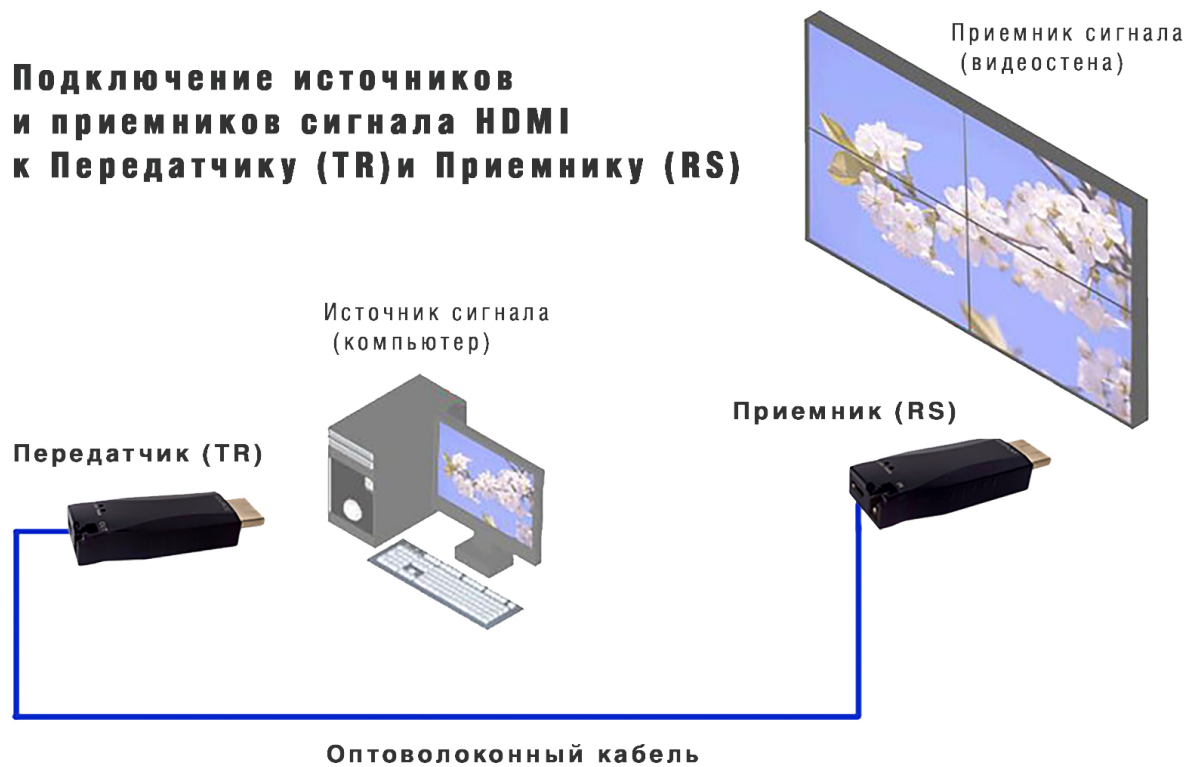 Подключение источников
и приемников сигнала HDMI
к Передатчику (TR)и Приемнику (RS)
Приемник сигнала
(видеостена)
Источник сигнала
(компьютер)
Приемник (RS)
Передатчик (TR)
OUT
Оптоволоконный кабель